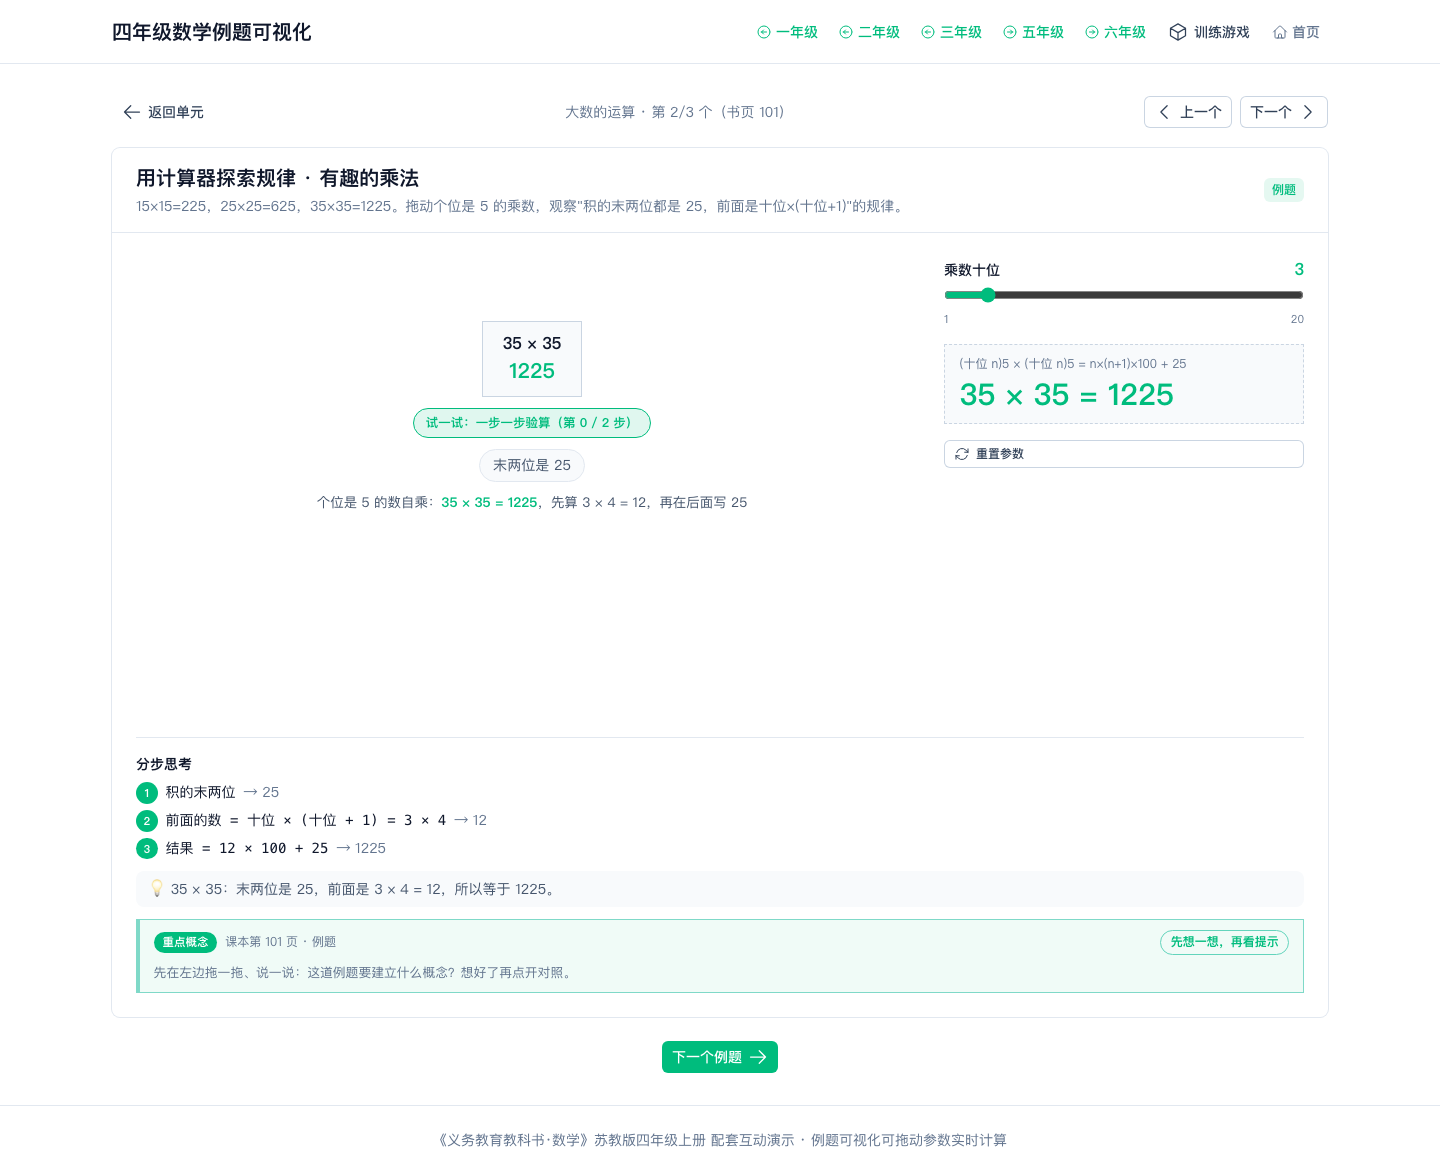 四年级数学例题可视化
一年级
二年级
三年级
五年级
六年级
训练游戏
首页
返回单元
大数的运算 · 第 2/3 个（书页 101）
上一个
下一个
用计算器探索规律 · 有趣的乘法
15×15=225，25×25=625，35×35=1225。拖动个位是 5 的乘数，观察"积的末两位都是 25，前面是十位×(十位+1)"的规律。
例题
35 × 35
1225
试一试：一步一步验算（第 0 / 2 步）
末两位是 25
个位是 5 的数自乘：35 × 35 = 1225，先算 3 × 4 = 12，再在后面写 25
乘数十位
3
1
20
(十位 n)5 × (十位 n)5 = n×(n+1)×100 + 25
35 × 35 = 1225
重置参数
分步思考
1 积的末两位 → 25
2 前面的数 = 十位 × (十位 + 1) = 3 × 4 → 12
3 结果 = 12 × 100 + 25 → 1225
💡 35 × 35：末两位是 25，前面是 3 × 4 = 12，所以等于 1225。
重点概念 课本第 101 页 · 例题
先想一想，再看提示
先在左边拖一拖、说一说：这道例题要建立什么概念？想好了再点开对照。
下一个例题 →
《义务教育教科书·数学》苏教版四年级上册 配套互动演示 · 例题可视化可拖动参数实时计算